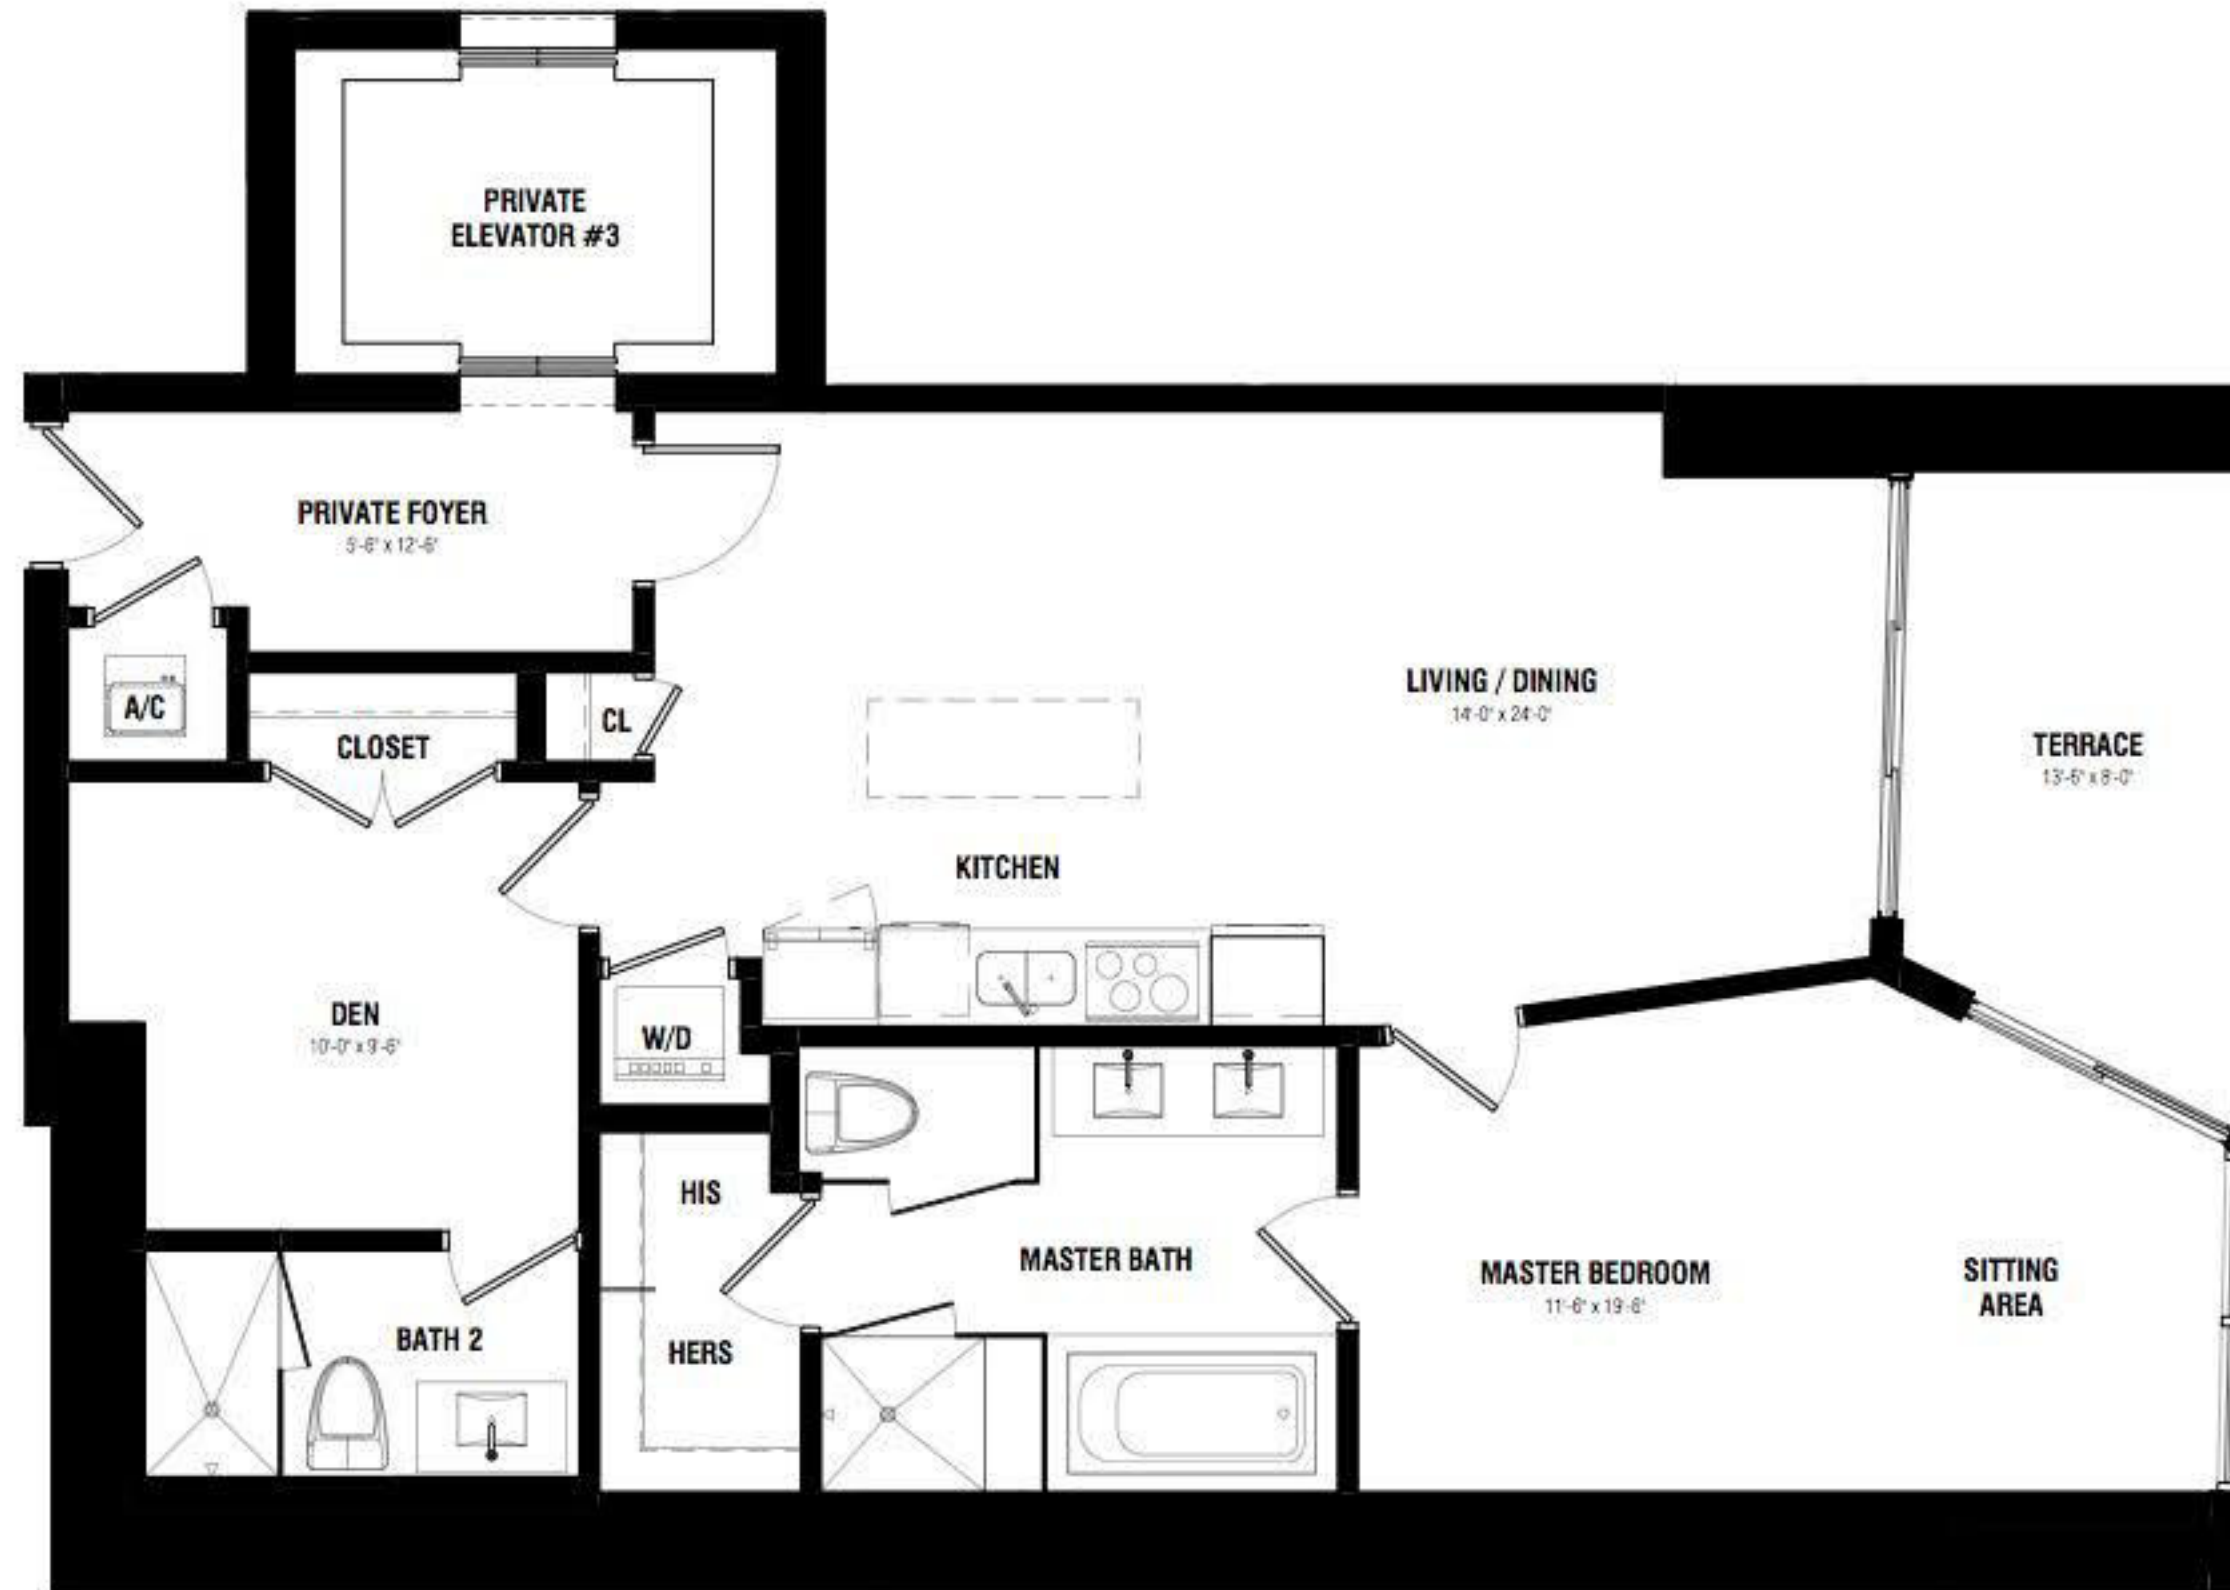 PRIVATE
ELEVATOR #3
PRIVATE FOYER
5'-6" x 12'-6"
A/C
CLOSET
CL
LIVING / DINING
14'-0" x 24'-0"
TERRACE
13'-6" x 8'-0"
KITCHEN
DEN
10'-0" x 9'-6"
W/D
HIS
HERS
MASTER BATH
MASTER BEDROOM
11'-6" x 19'-6"
SITTING
AREA
BATH 2